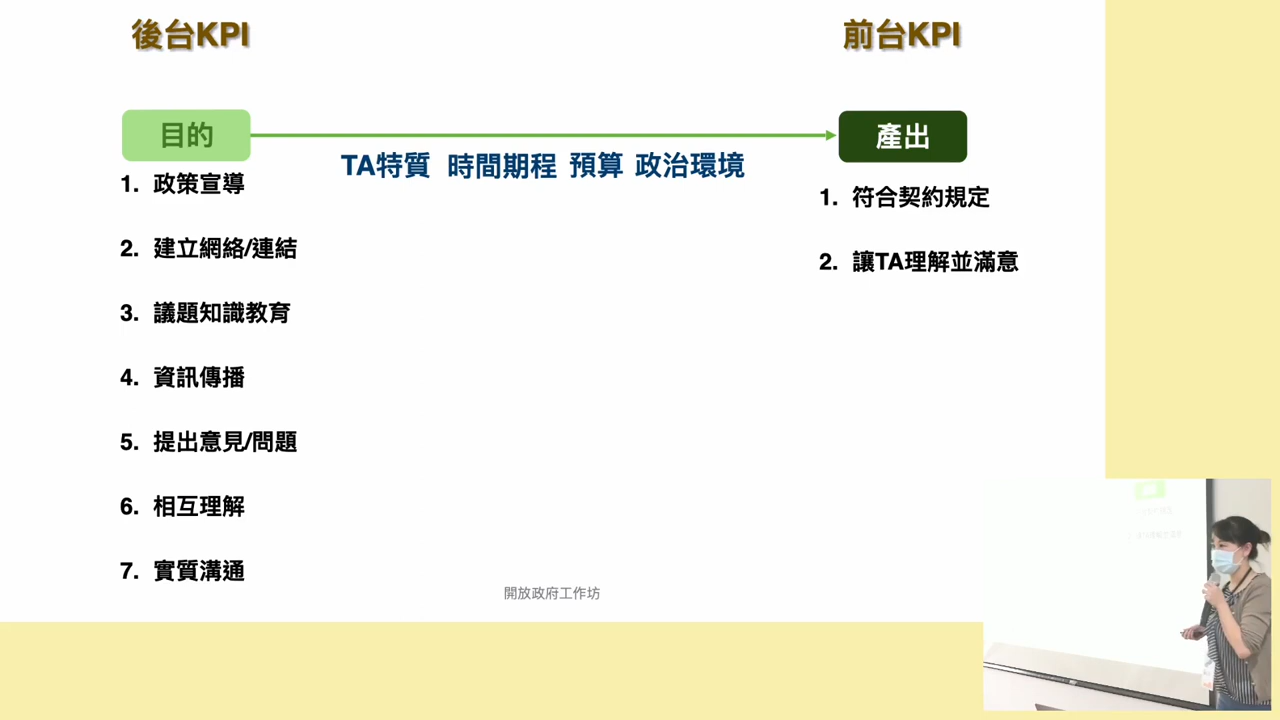 後台KPI
前台KPI
目的
產出
TA特質 時間期程 預算 政治環境
1. 政策宣導
2. 建立網絡/連結
3. 議題知識教育
4. 資訊傳播
5. 提出意見/問題
6. 相互理解
7. 實質溝通
1. 符合契約規定
2. 讓TA理解並滿意
開放政府工作坊